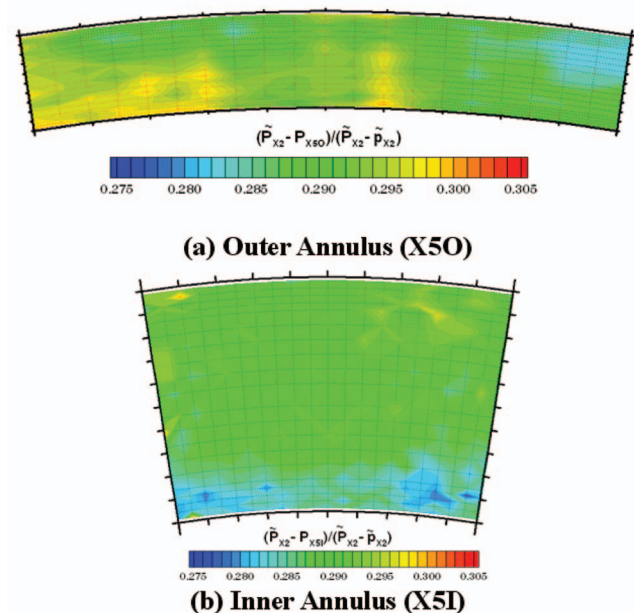 (P̃X2 - PX5O)/(P̃X2 - p̃X2)
0.275 0.280 0.285 0.290 0.295 0.300 0.305
(a) Outer Annulus (X5O)
(P̃X2 - PX5I)/(P̃X2 - p̃X2)
0.275 0.280 0.285 0.290 0.295 0.300 0.305
(b) Inner Annulus (X5I)